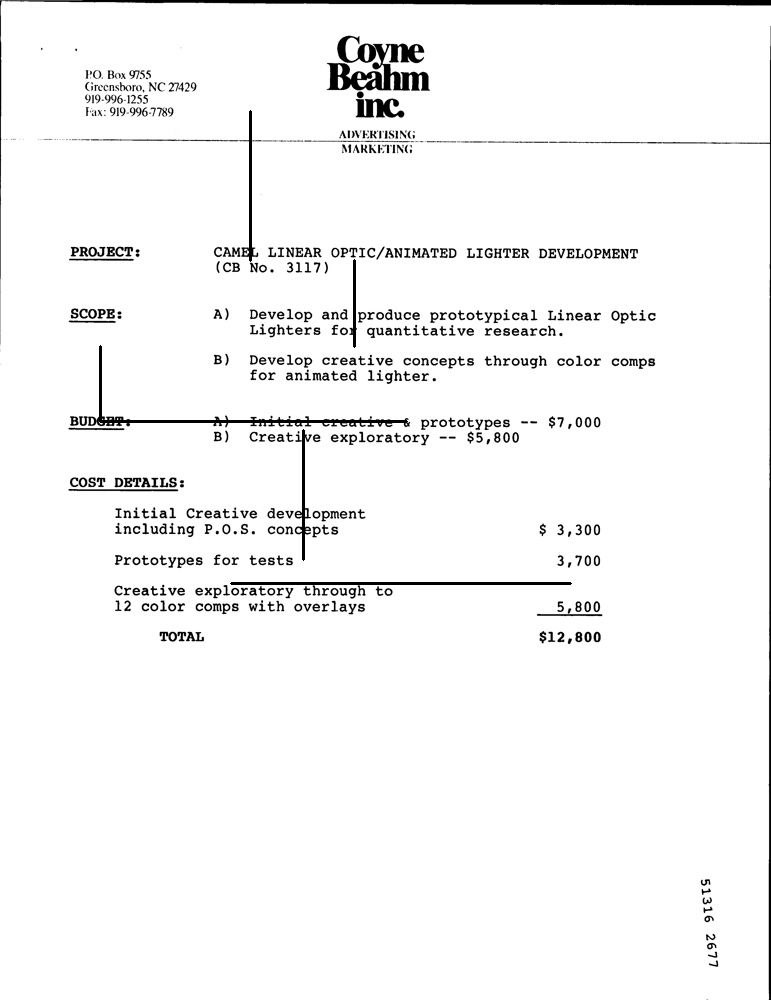 Coyne
Beahm
inc.
ADVERTISING
MARKETING
P.O. Box 9755
Greensboro, NC 27429
919-996-1255
Fax: 919-996-7789
PROJECT: CAMEL LINEAR OPTIC/ANIMATED LIGHTER DEVELOPMENT
(CB No. 3117)
SCOPE: A) Develop and produce prototypical Linear Optic
Lighters for quantitative research.
B) Develop creative concepts through color comps
for animated lighter.
BUDGET: A) Initial creative & prototypes -- $7,000
B) Creative exploratory -- $5,800
COST DETAILS:
Initial Creative development
including P.O.S. concepts $ 3,300
Prototypes for tests 3,700
Creative exploratory through to
12 color comps with overlays 5,800
TOTAL $12,800
51316 2677